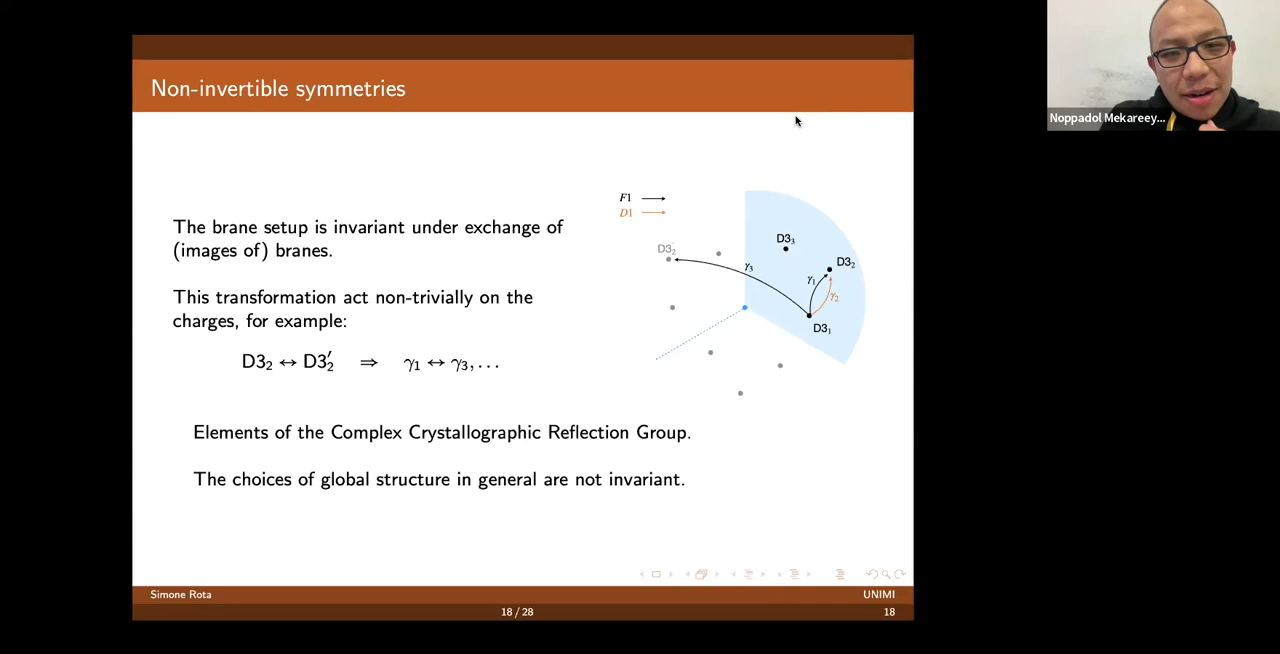 Non-invertible symmetries
Noppadol Mekareey...
The brane setup is invariant under exchange of
(images of) branes.
This transformation act non-trivially on the
charges, for example:
D3₂ ↔ D3₂′ ⇒ γ₁ ↔ γ₃, . . .
F1
D1
D3₂′
γ₃
D3₃
D3₂
γ₁
γ₂
D3₁
Elements of the Complex Crystallographic Reflection Group.
The choices of global structure in general are not invariant.
Simone Rota
UNIMI
18 / 28
18